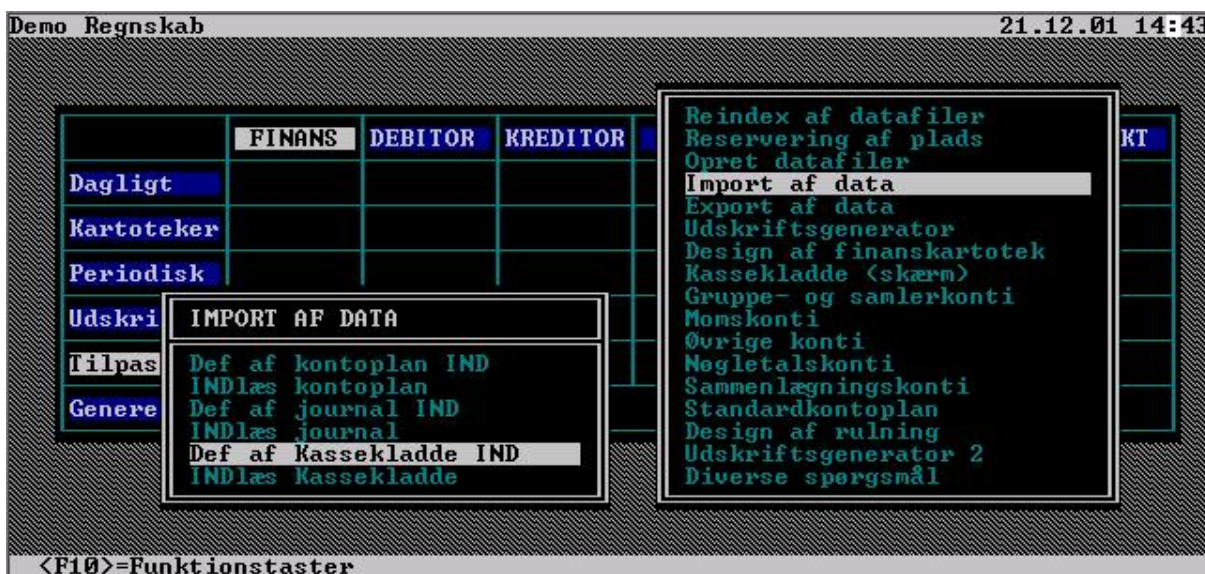 Demo Regnskab 21.12.01 14:43
FINANS DEBITOR KREDITOR KT
Dagligt
Kartoteker
Periodisk
Udskri
Tilpas
Genere
Reindex af datafiler
Reservering af plads
Opret datafiler
Import af data
Export af data
Udskriftsgenerator
Design af finanskartotek
Kassekladde (skærm)
Gruppe- og samlerkonti
Momskonti
Øvrige konti
Nøgletalskonti
Sammenlægningskonti
Standardkontoplan
Design af rulning
Udskriftsgenerator 2
Diverse spørgsmål
IMPORT AF DATA
Def af kontoplan IND
INDlæs kontoplan
Def af journal IND
INDlæs journal
Def af Kassekladde IND
INDlæs Kassekladde
<F10>=Funktionstaster